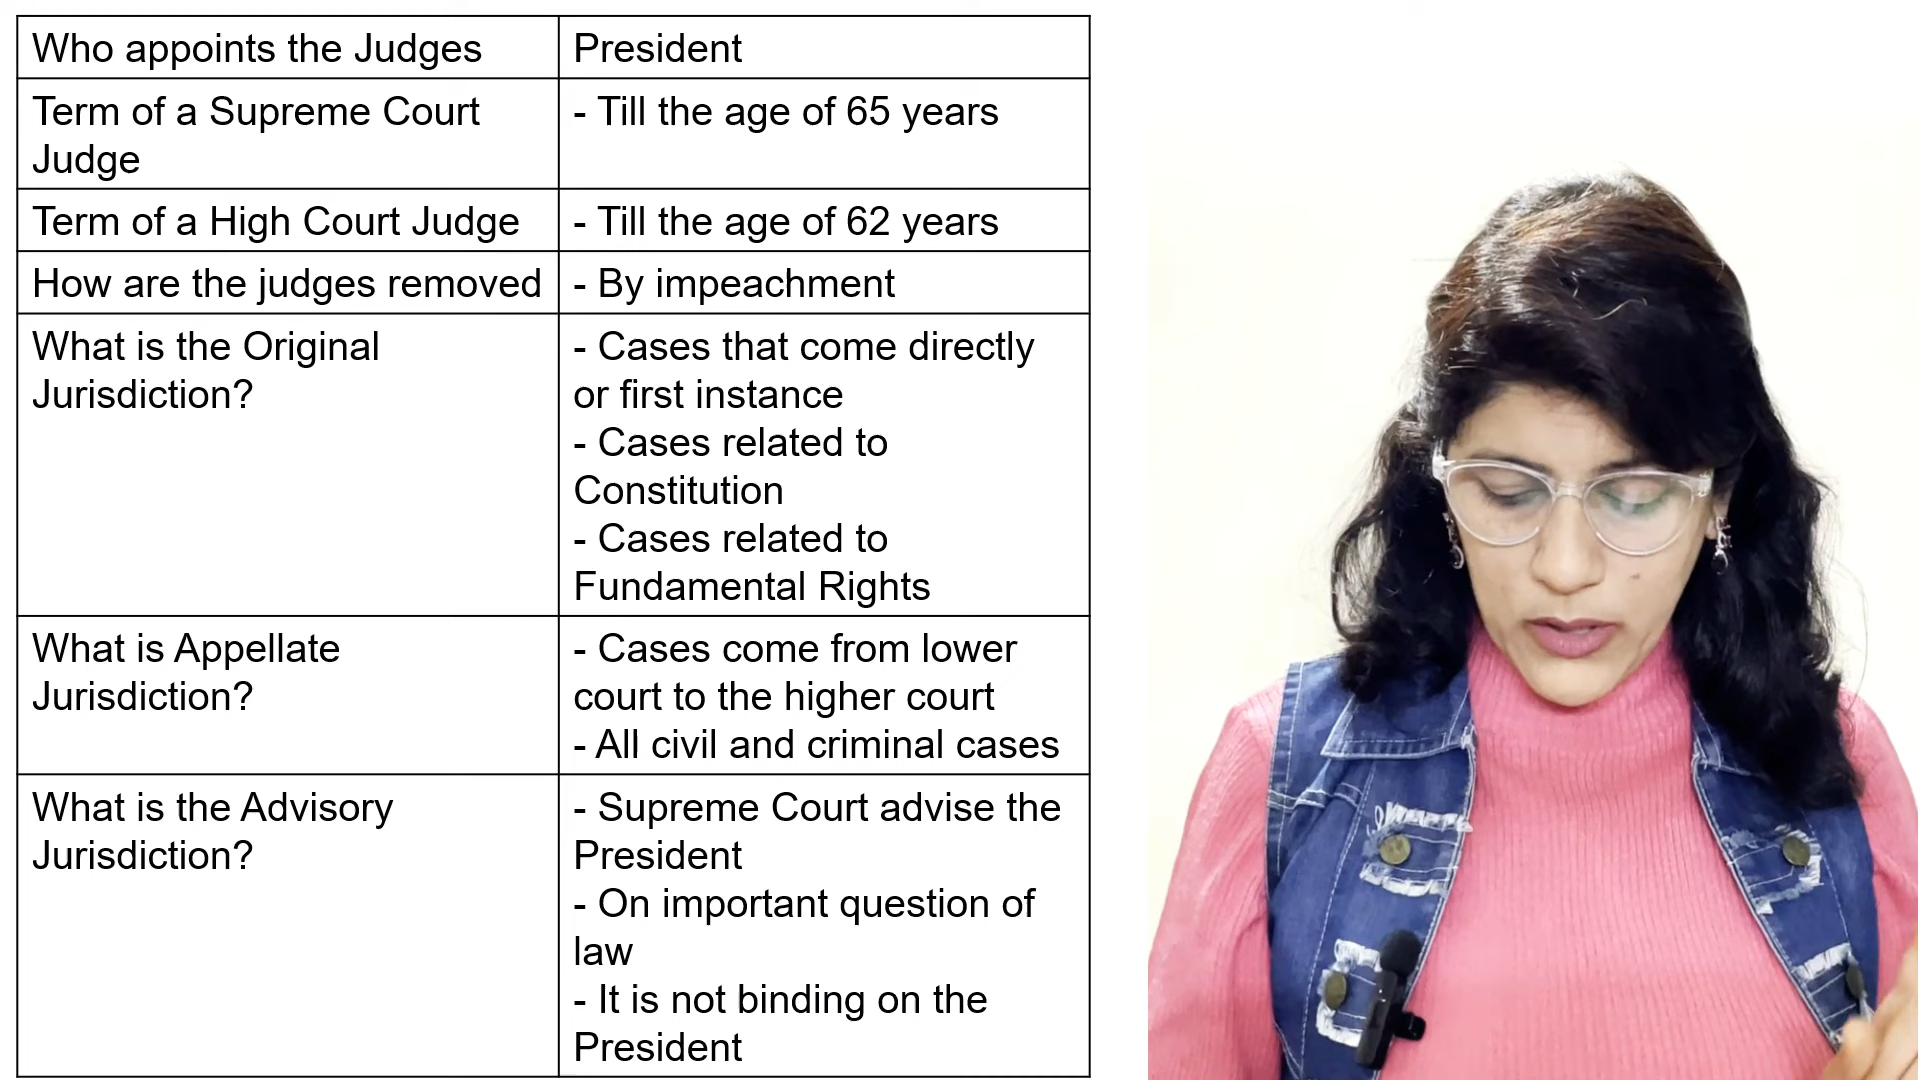 Who appoints the Judges
President
Term of a Supreme Court
Judge
- Till the age of 65 years
Term of a High Court Judge
- Till the age of 62 years
How are the judges removed
- By impeachment
What is the Original
Jurisdiction?
- Cases that come directly
or first instance
- Cases related to
Constitution
- Cases related to
Fundamental Rights
What is Appellate
Jurisdiction?
- Cases come from lower
court to the higher court
- All civil and criminal cases
What is the Advisory
Jurisdiction?
- Supreme Court advise the
President
- On important question of
law
- It is not binding on the
President